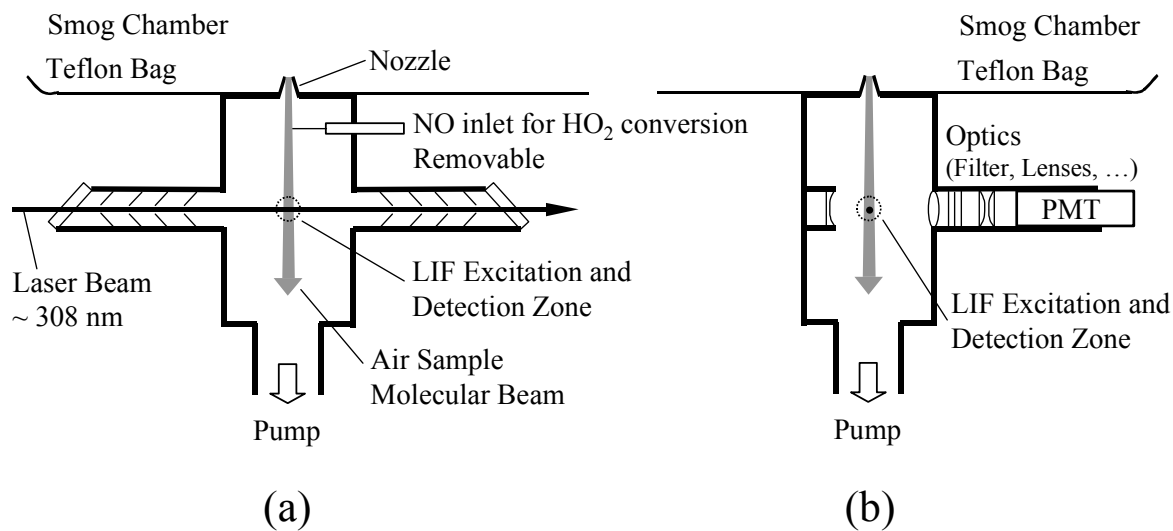 Smog Chamber
Teflon Bag
Nozzle
NO inlet for HO₂ conversion
Removable
Laser Beam
~ 308 nm
LIF Excitation and
Detection Zone
Air Sample
Molecular Beam
Pump
(a)
Smog Chamber
Teflon Bag
Optics
(Filter, Lenses, …)
PMT
LIF Excitation and
Detection Zone
Pump
(b)